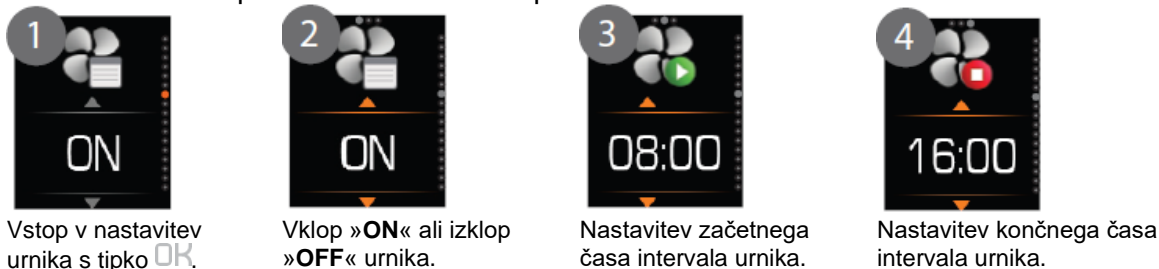 1
2
3
4
ON
ON
08:00
16:00
Vstop v nastavitev
urnika s tipko OK.
Vklop »ON« ali izklop
»OFF« urnika.
Nastavitev začetnega
časa intervala urnika.
Nastavitev končnega časa
intervala urnika.